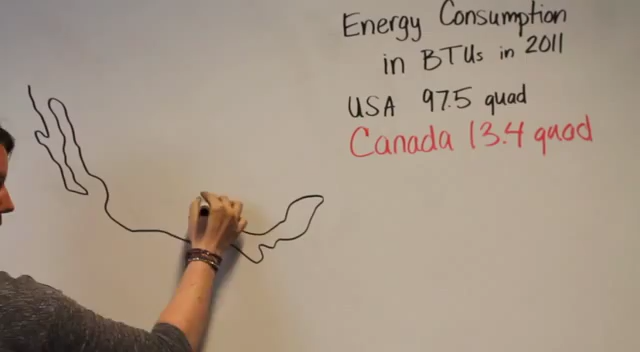 Energy Consumption
in BTUs in 2011
USA 97.5 quad
Canada 13.4 quad